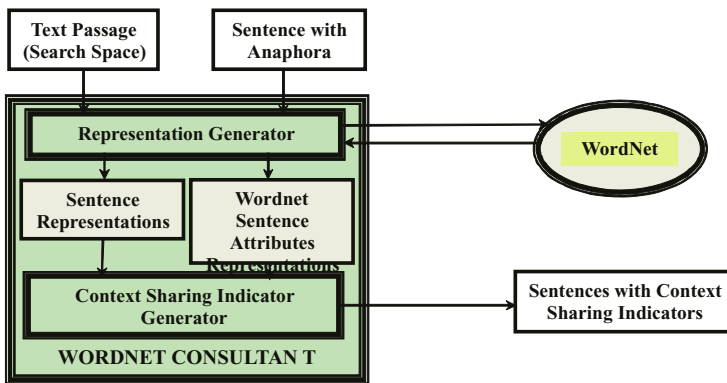 Text Passage
(Search Space)
Sentence with
Anaphora
Representation Generator
WordNet
Sentence
Representations
Wordnet
Sentence
Attributes
Representations
Context Sharing Indicator
Generator
Sentences with Context
Sharing Indicators
WORDNET CONSULTAN T